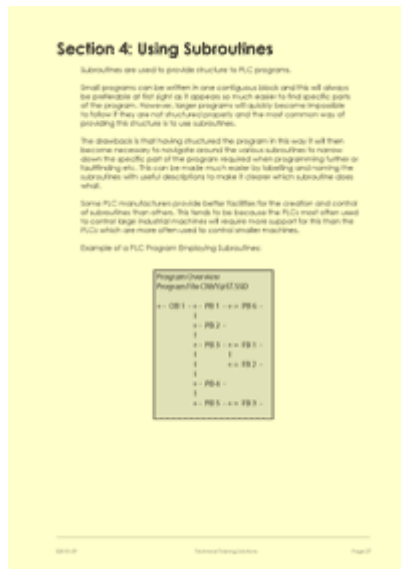 Section 4: Using Subroutines
Subroutines are used to provide structure to PLC programs.
Small programs can be written in one contiguous block and this will always
be preferable at first sight as it appears so much easier to find specific parts
of the program. However, larger programs will quickly become impossible
to follow if they are not structured properly and the most common way of
providing this structure is to use subroutines.
The drawback is that having structured the program in this way it will then
become necessary to navigate around the various subroutines to narrow
down the specific part of the program required when programming further or
faultfinding etc. This can be made much easier by labelling and naming the
subroutines with useful descriptions to make it clearer which subroutine does
what.
Some PLC manufacturers provide better facilities for the creation and control
of subroutines than others. This tends to be because the PLCs most often used
to control large industrial machines will require more support for this than the
PLCs which are more often used to control smaller machines.
Example of a PLC Program Employing Subroutines:
Program Overview
Program File
+ - OB 1 - + - PB 1 - + = PB 6 -
|
+ - PB 2 -
|
+ - PB 3 - + = FB 1 -
| |
| + = FB 2 -
|
+ - PB 4 -
|
+ - PB 5 - + = FB 3 -
Technical Training Solutions